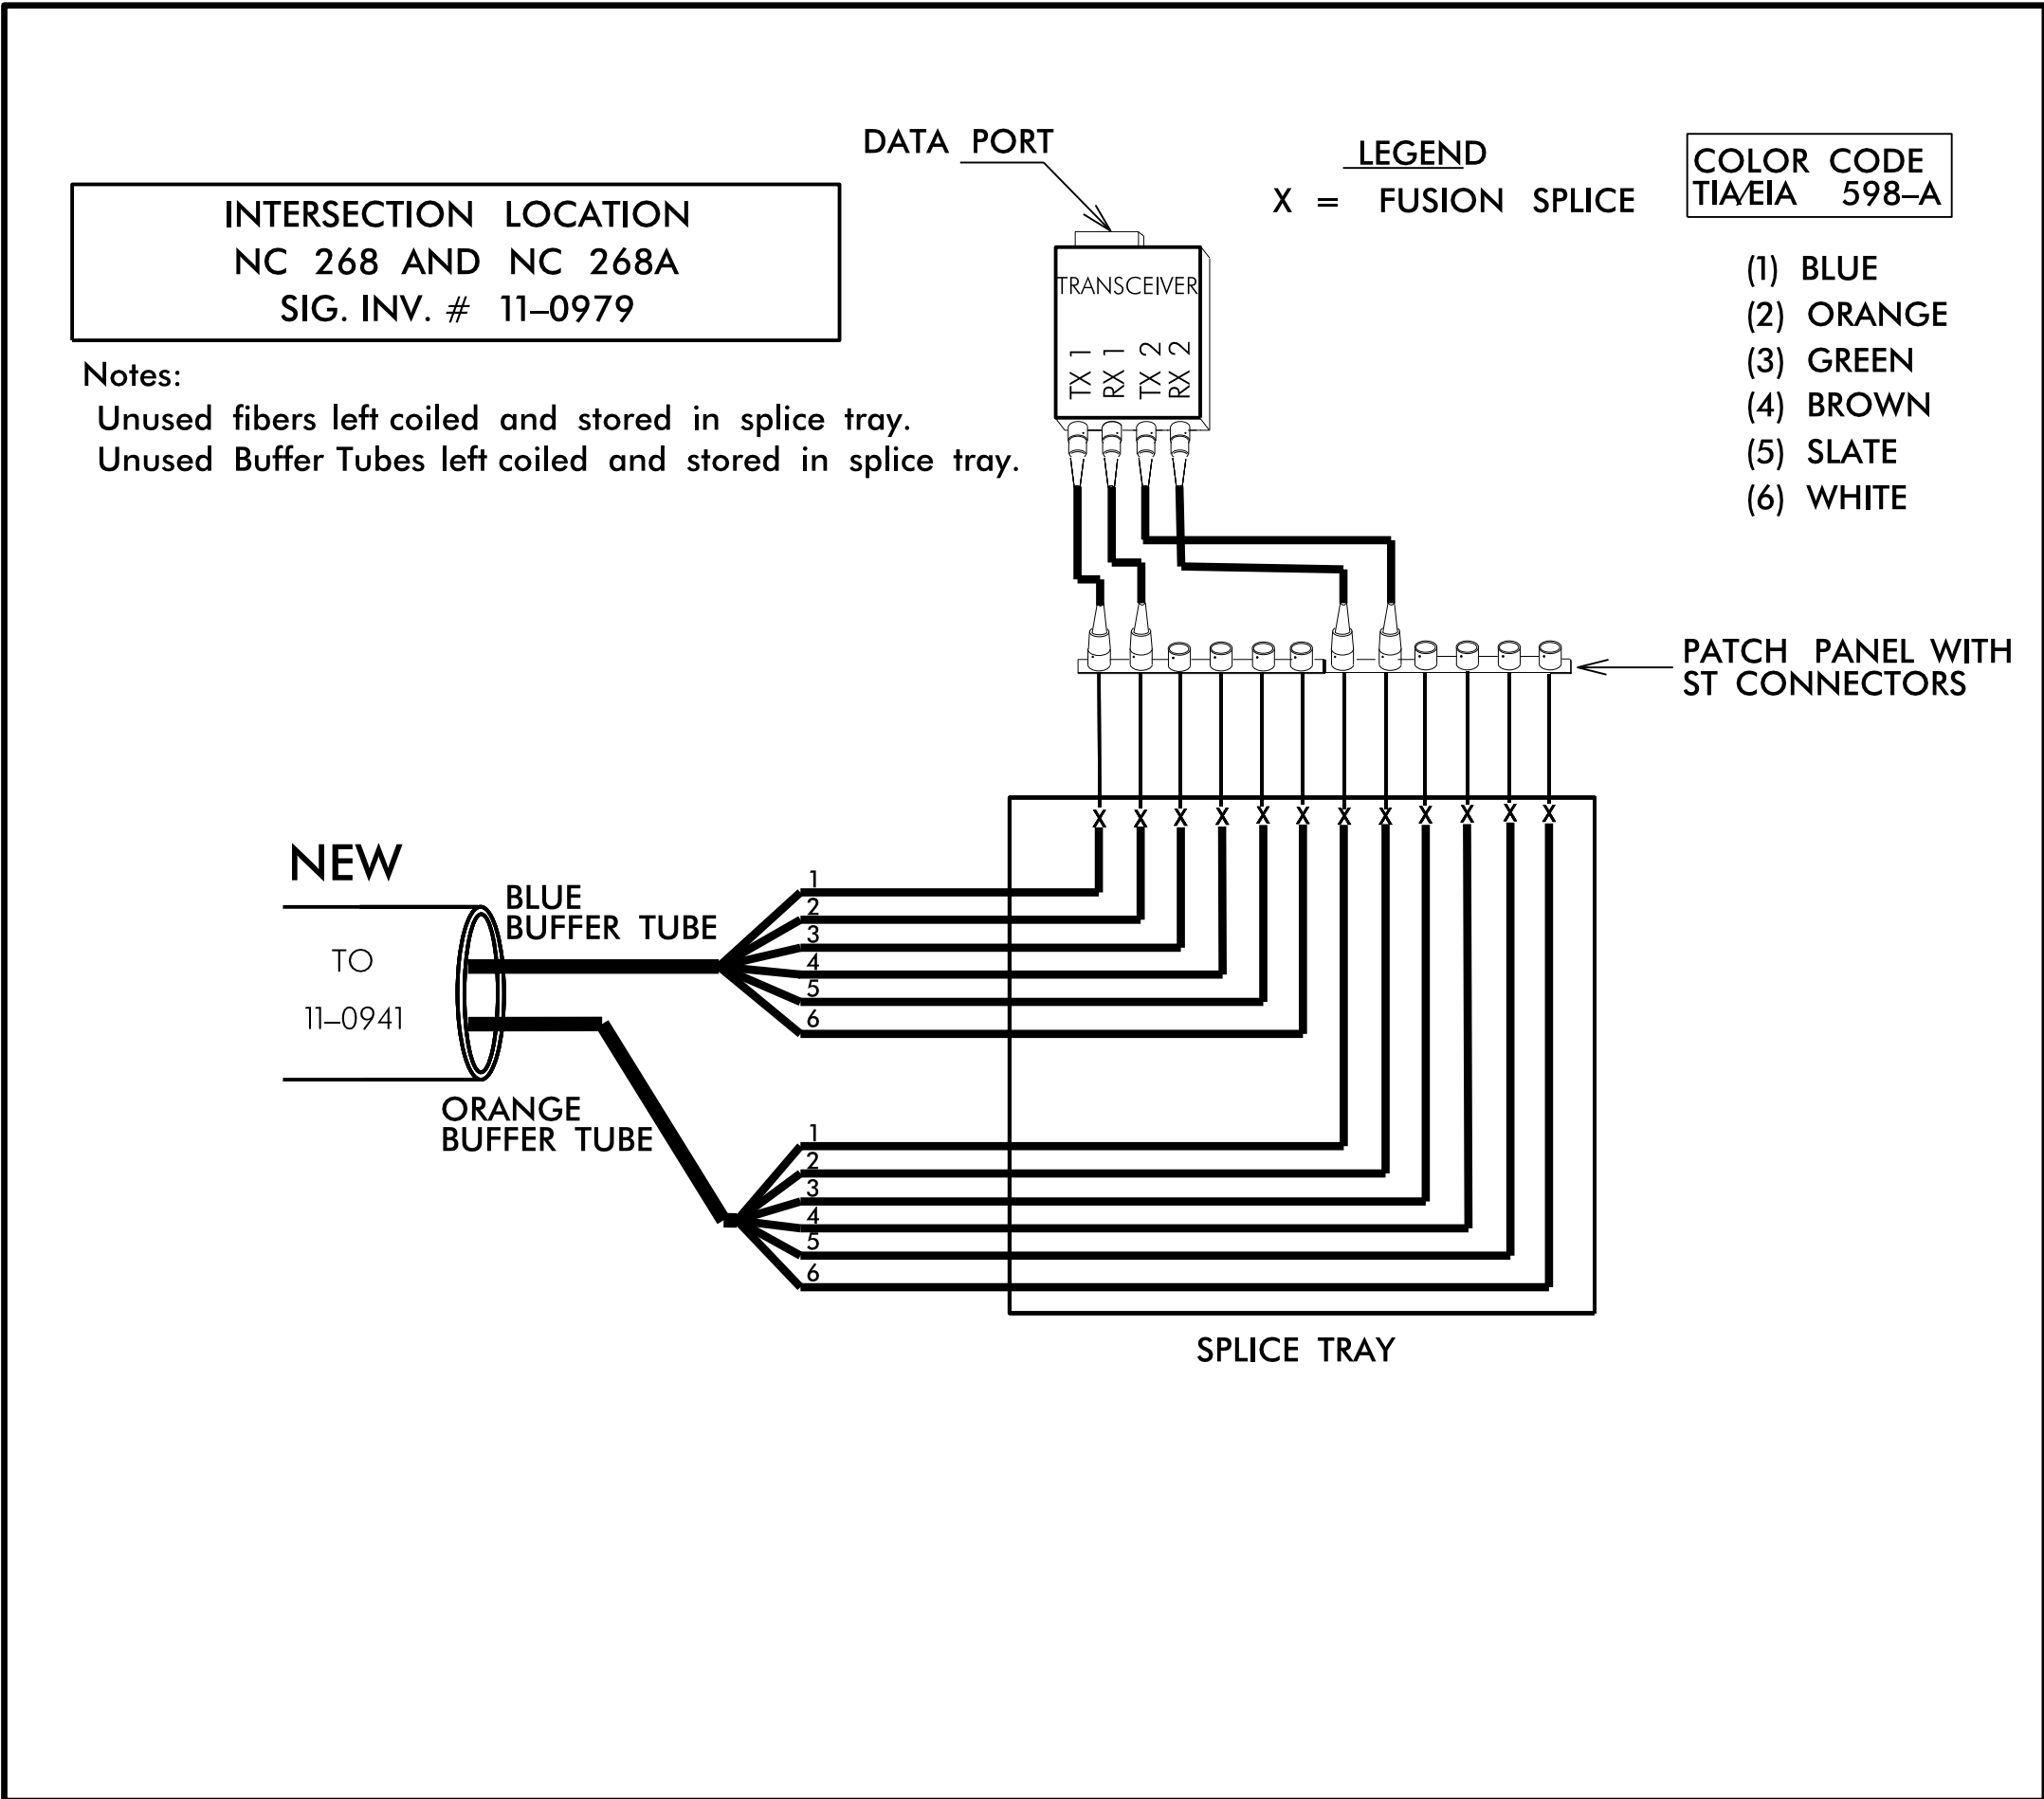 DATA PORT
LEGEND
X = FUSION SPLICE
COLOR CODE
TIA/EIA 598-A
(1) BLUE
(2) ORANGE
(3) GREEN
(4) BROWN
(5) SLATE
(6) WHITE
INTERSECTION LOCATION
NC 268 AND NC 268A
SIG. INV. # 11-0979
Notes:
Unused fibers left coiled and stored in splice tray.
Unused Buffer Tubes left coiled and stored in splice tray.
TRANSCEIVER
TX 1
RX 1
TX 2
RX 2
PATCH PANEL WITH
ST CONNECTORS
X X X X X X X X X X X X
NEW
BLUE
BUFFER TUBE
TO
11-0941
1
2
3
4
5
6
ORANGE
BUFFER TUBE
1
2
3
4
5
6
SPLICE TRAY